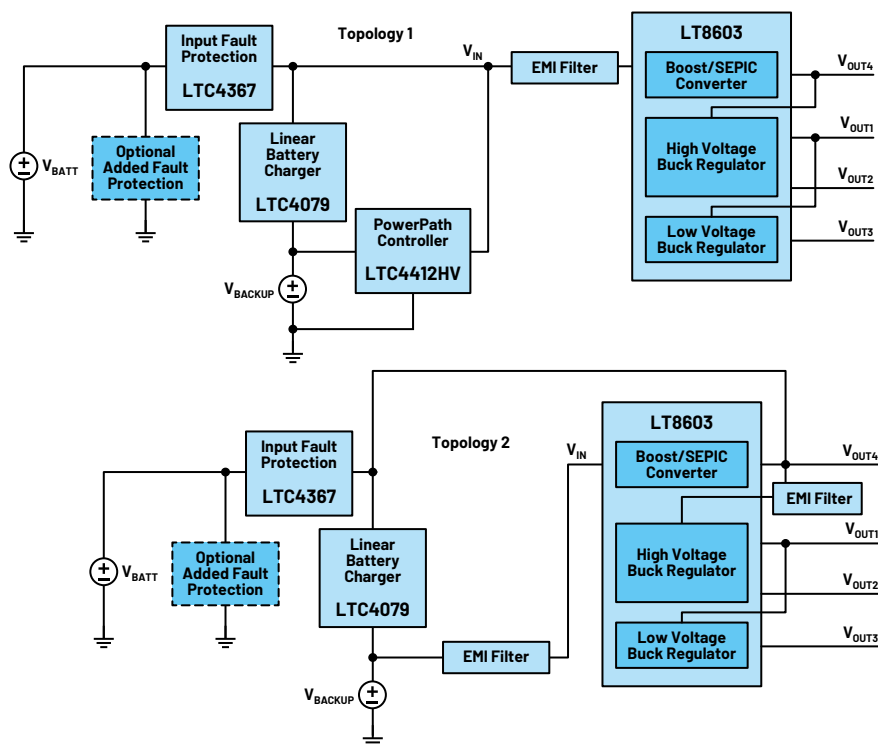 Topology 1
Input Fault
Protection
LTC4367
Optional
Added Fault
Protection
VBATT
Linear
Battery
Charger
LTC4079
PowerPath
Controller
LTC4412HV
VBACKUP
VIN
EMI Filter
LT8603
Boost/SEPIC
Converter
High Voltage
Buck Regulator
Low Voltage
Buck Regulator
VOUT4
VOUT1
VOUT2
VOUT3
Topology 2
Input Fault
Protection
LTC4367
Optional
Added Fault
Protection
VBATT
Linear
Battery
Charger
LTC4079
VBACKUP
EMI Filter
VIN
LT8603
Boost/SEPIC
Converter
High Voltage
Buck Regulator
Low Voltage
Buck Regulator
VOUT4
EMI Filter
VOUT1
VOUT2
VOUT3